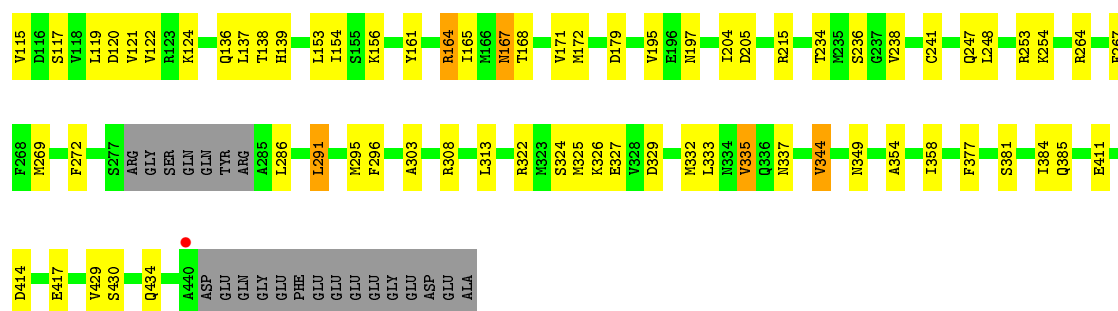 V115 D116 S117 V118 L119 D120 V121 V122 R123 K124 Q136 L137 T138 H139 L153 I154 S155 K156 Y161 R164 I165 M166 N167 T168 V171 M172 D179 V195 E196 N197 I204 D205 R215 T234 M235 S236 G237 V238 C241 Q247 L248 R253 K254 R264 E267
F268 M269 F272 S277 ARG GLY SER GLN GLN TYR ARG A285 L286 L291 M295 F296 A303 R308 L313 R322 M323 S324 M325 K326 E327 V328 D329 M332 L333 N334 V335 Q336 N337 V344 N349 A354 I358 F377 S381 I384 Q385 E411
D414 E417 V429 S430 Q434 A440 ASP GLU GLN GLY GLU GLU PHE GLU GLU GLU GLU GLY GLU ASP GLU ALA